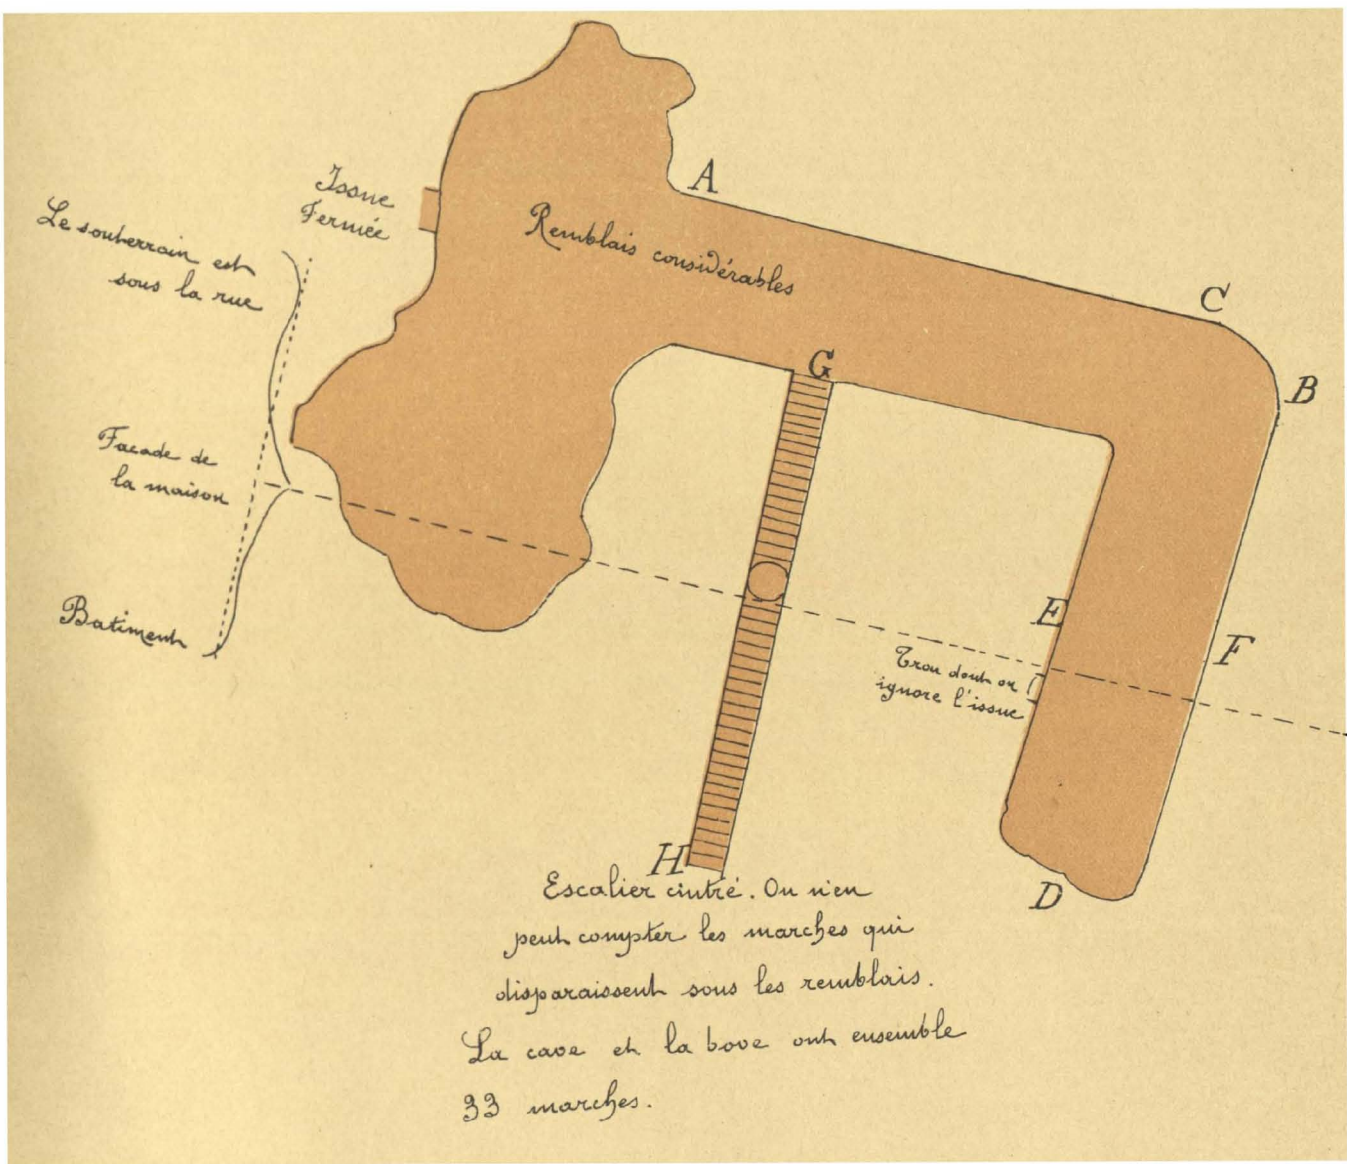 A
Issue
Fermée
Remblais considérables
Le souterrain est
sous la rue
C
G
B
Facade de
la maison
E
F
Batiment
Trou dont on
ignore l'issue
H
D
Escalier cintré. On n'en
peut compter les marches qui
disparaissent sous les remblais.
La cave et la bove ont ensemble
33 marches.